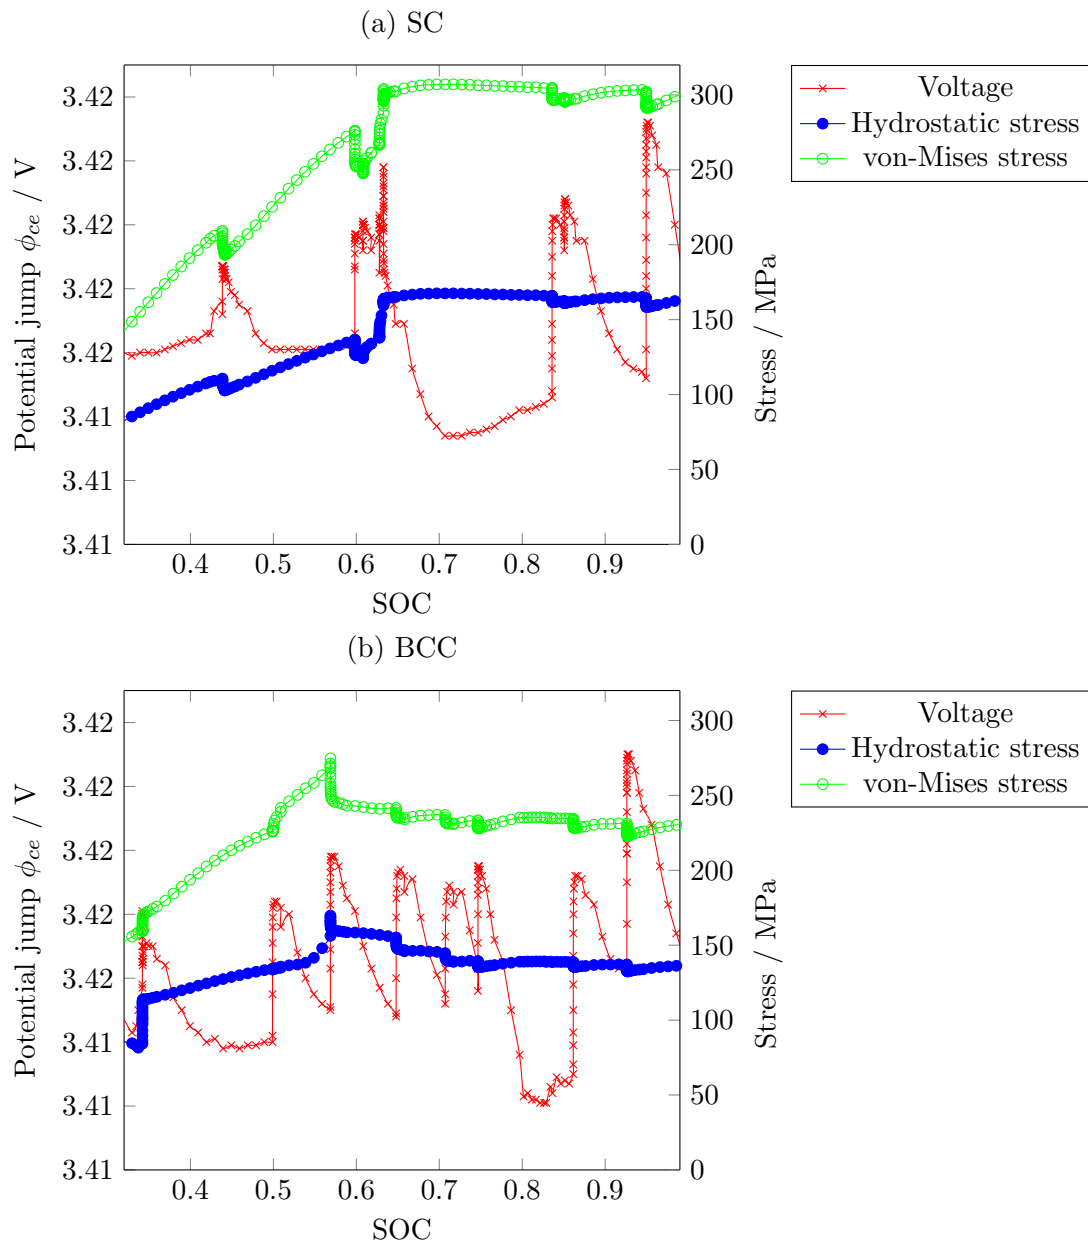 (a) SC
3.42
3.42
3.42
3.42
3.42
3.41
3.41
3.41
Potential jump ϕce / V
300
250
200
150
100
50
0
Stress / MPa
0.4 0.5 0.6 0.7 0.8 0.9
SOC
Voltage
Hydrostatic stress
von-Mises stress
(b) BCC
3.42
3.42
3.42
3.42
3.42
3.41
3.41
3.41
Potential jump ϕce / V
300
250
200
150
100
50
0
Stress / MPa
0.4 0.5 0.6 0.7 0.8 0.9
SOC
Voltage
Hydrostatic stress
von-Mises stress